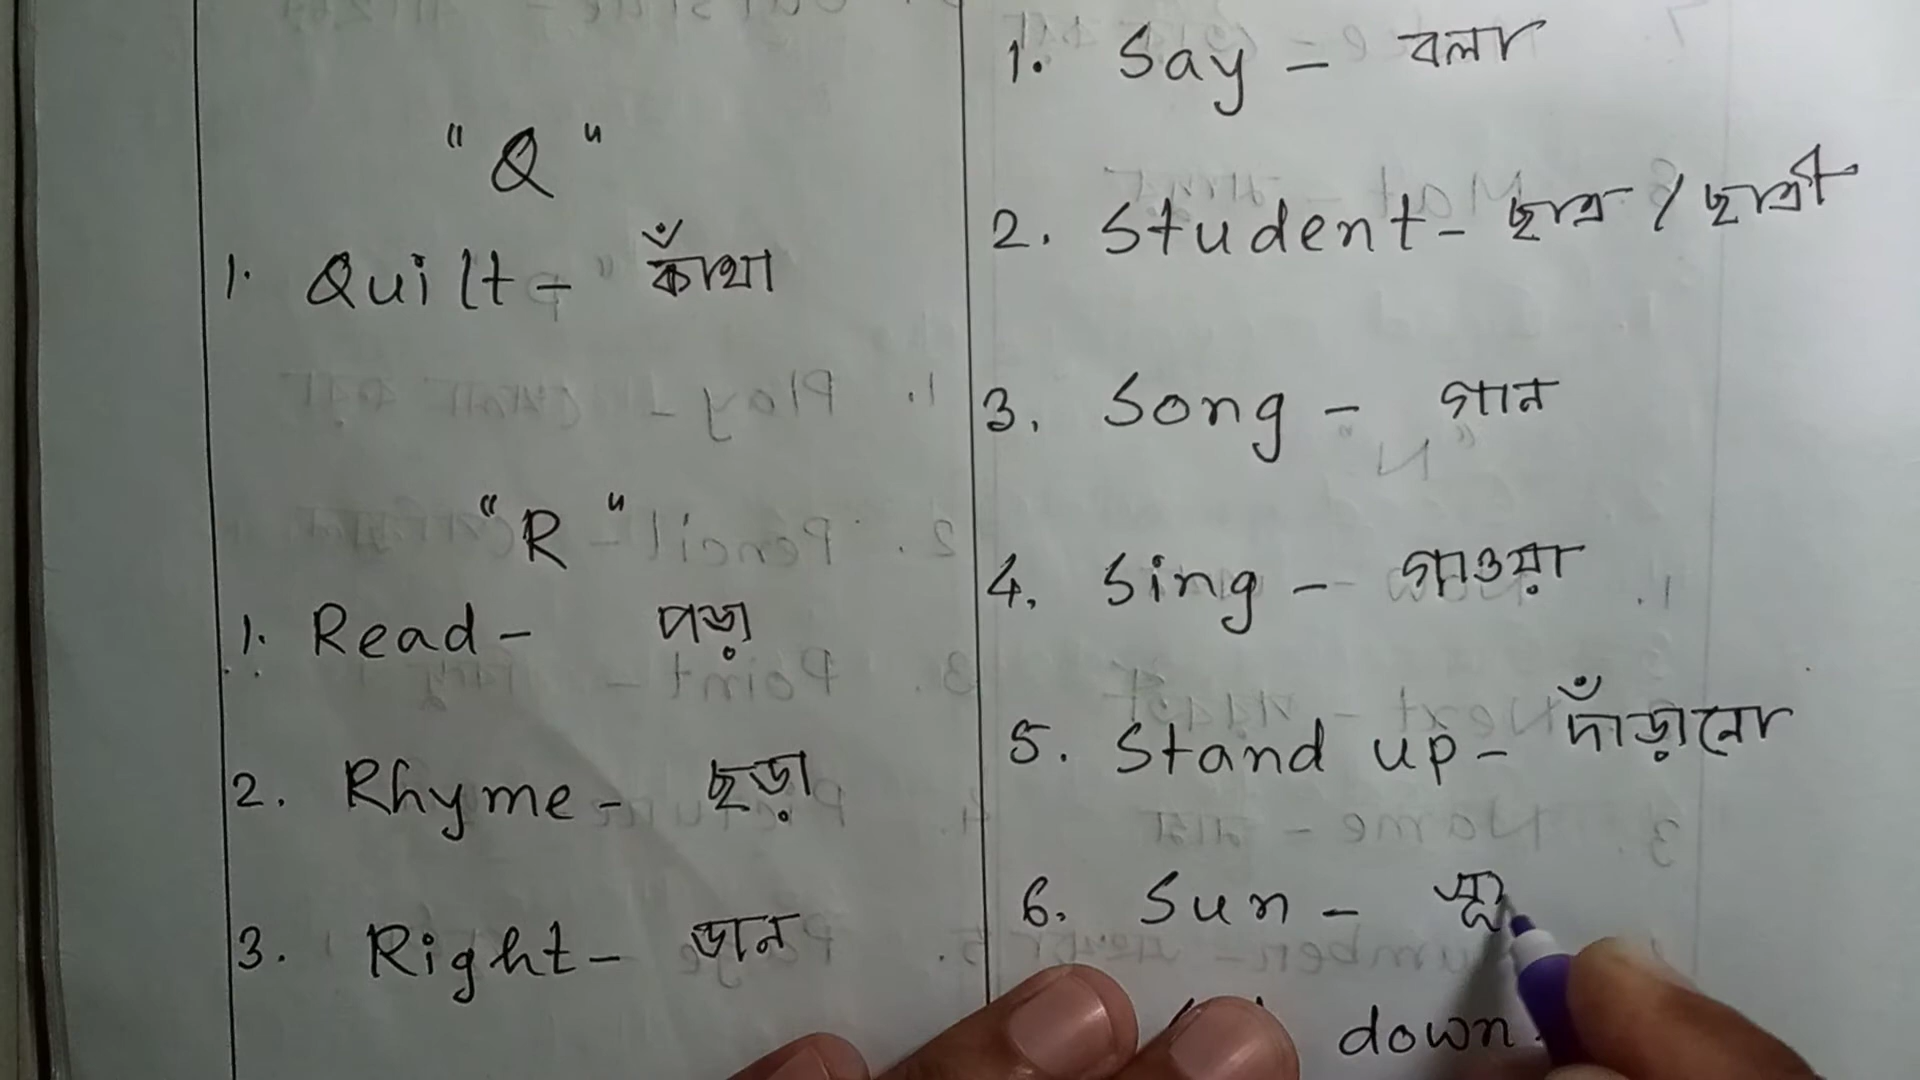 "Q"
1. Quilt - কাঁথা
"R"
1. Read - পড়া
2. Rhyme - ছড়া
3. Right - ডান
1. Say = বলা
2. Student - ছাত্র / ছাত্রী
3. Song - গান
4. Sing - গাওয়া
5. Stand up - দাঁড়ানো
6. Sun - সূ
down